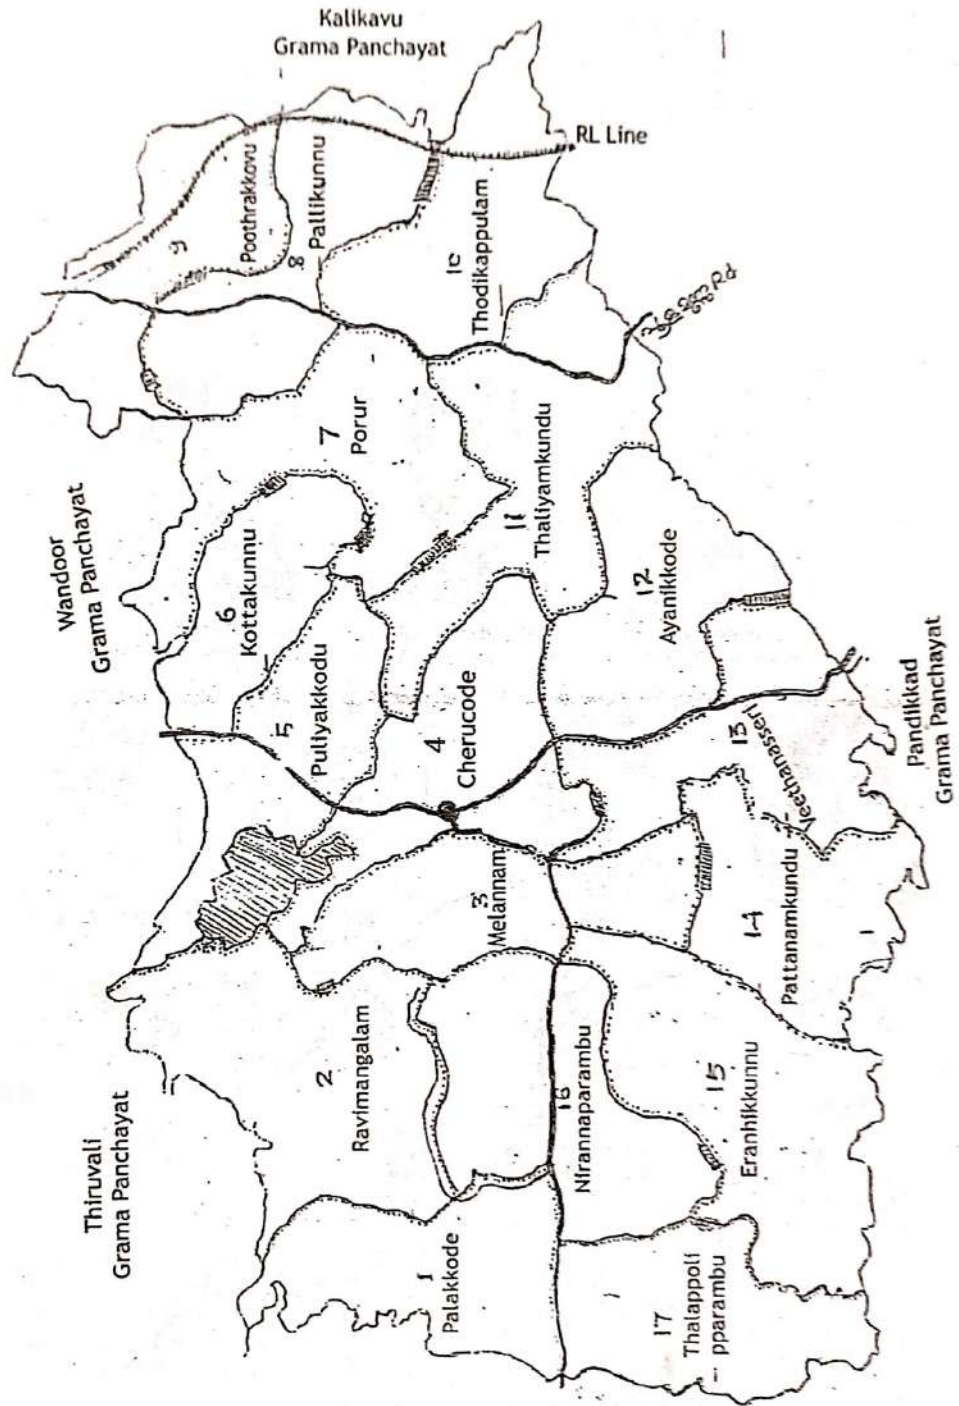 Kalikavu
Grama Panchayat
RL Line
9
Poothrakkovu
8
Pallikunnu
10
Thodikappulam
Rd
Wandoor
Grama Panchayat
7
Porur
6
Kottakunnu
5
Pullyakkodu
11
Thaliyamkundu
12
Ayanikkode
4
Cherucode
13
Veethanasseri
Pandikkad
Grama Panchayat
3
Melannam
14
Pattanamkundu
Thiruvali
Grama Panchayat
2
Ravimangalam
16
Nirannaparambu
15
Eranhikkunnu
1
Palakkode
17
Thalappoli
pparambu